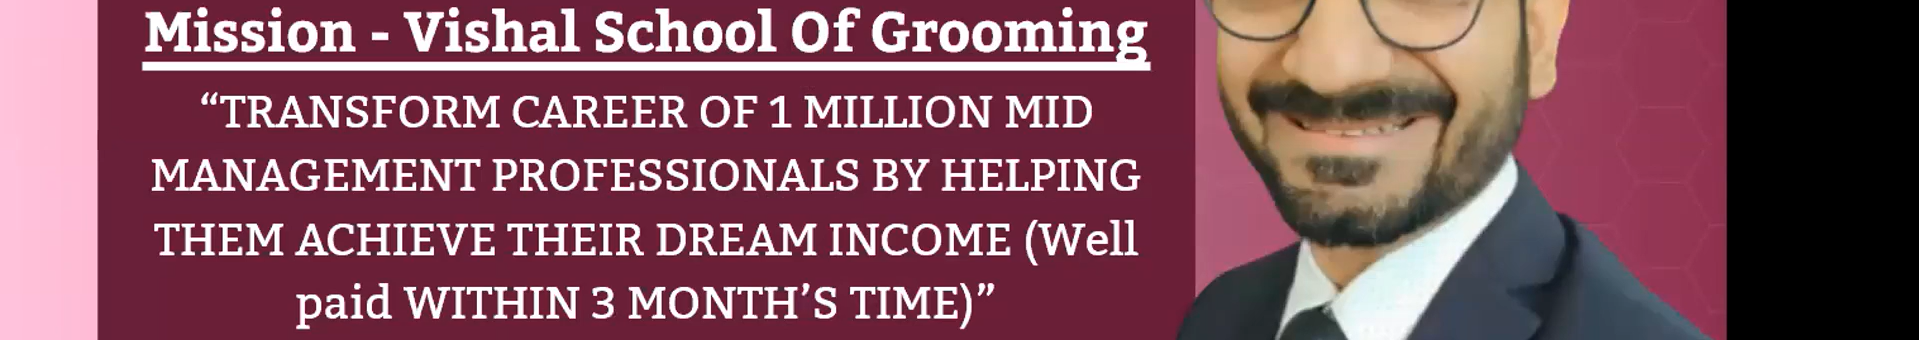 Mission - Vishal School Of Grooming
“TRANSFORM CAREER OF 1 MILLION MID
MANAGEMENT PROFESSIONALS BY HELPING
THEM ACHIEVE THEIR DREAM INCOME (Well
paid WITHIN 3 MONTH’S TIME)”